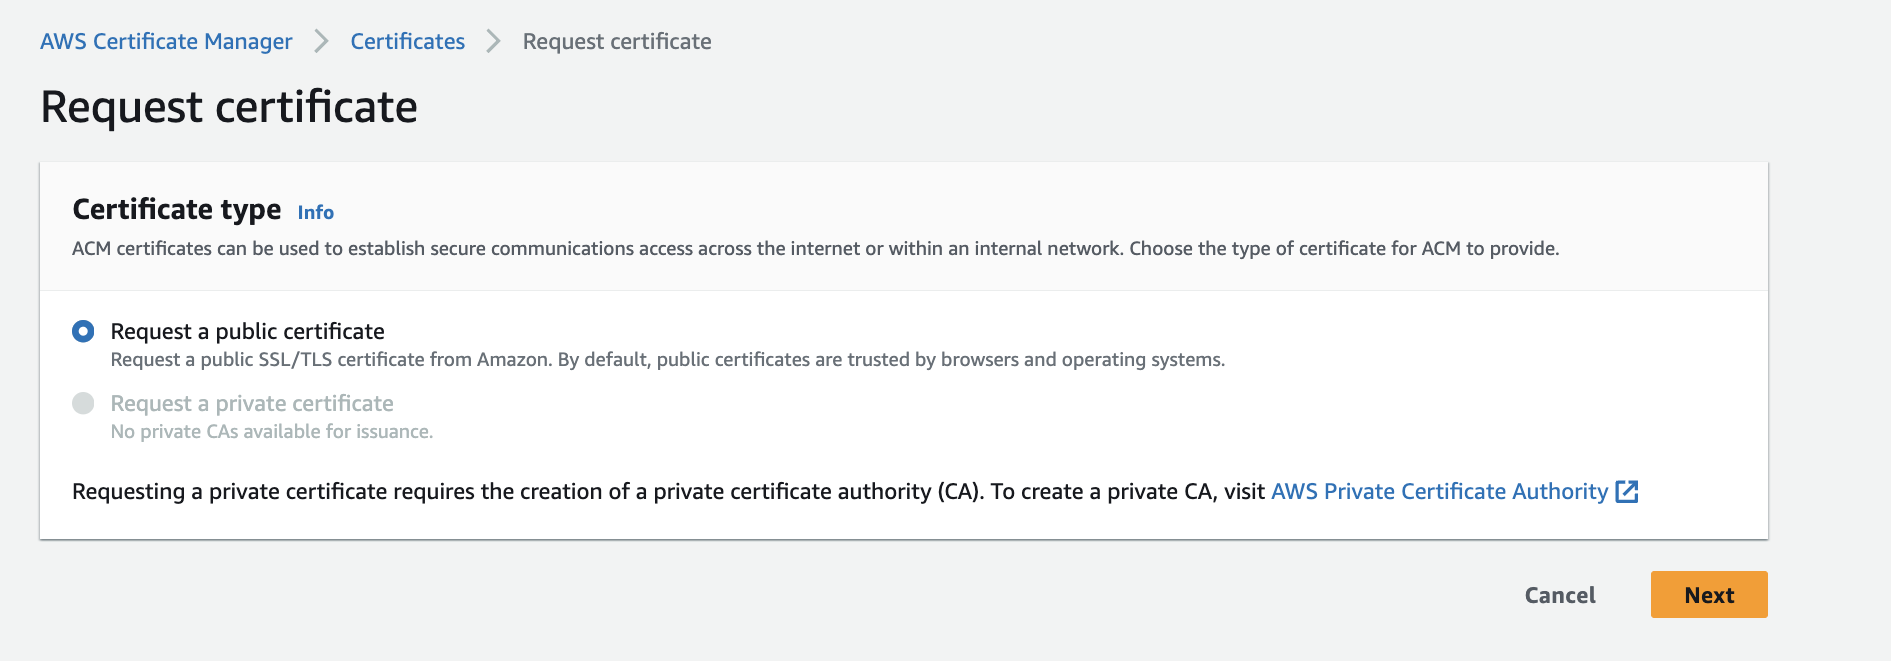 AWS Certificate Manager > Certificates > Request certificate
Request certificate
Certificate type Info
ACM certificates can be used to establish secure communications access across the internet or within an internal network. Choose the type of certificate for ACM to provide.
Request a public certificate
Request a public SSL/TLS certificate from Amazon. By default, public certificates are trusted by browsers and operating systems.
Request a private certificate
No private CAs available for issuance.
Requesting a private certificate requires the creation of a private certificate authority (CA). To create a private CA, visit AWS Private Certificate Authority
Cancel Next